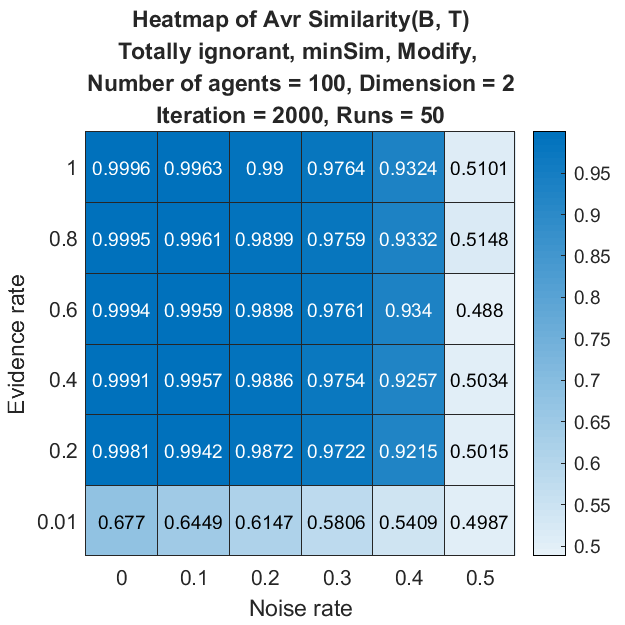 Heatmap of Avr Similarity(B, T)
Totally ignorant, minSim, Modify,
Number of agents = 100, Dimension = 2
Iteration = 2000, Runs = 50
1 0.9996 0.9963 0.99 0.9764 0.9324 0.5101
0.8 0.9995 0.9961 0.9899 0.9759 0.9332 0.5148
0.6 0.9994 0.9959 0.9898 0.9761 0.934 0.488
0.4 0.9991 0.9957 0.9886 0.9754 0.9257 0.5034
0.2 0.9981 0.9942 0.9872 0.9722 0.9215 0.5015
0.01 0.677 0.6449 0.6147 0.5806 0.5409 0.4987
0 0.1 0.2 0.3 0.4 0.5
Noise rate
Evidence rate
0.95
0.9
0.85
0.8
0.75
0.7
0.65
0.6
0.55
0.5